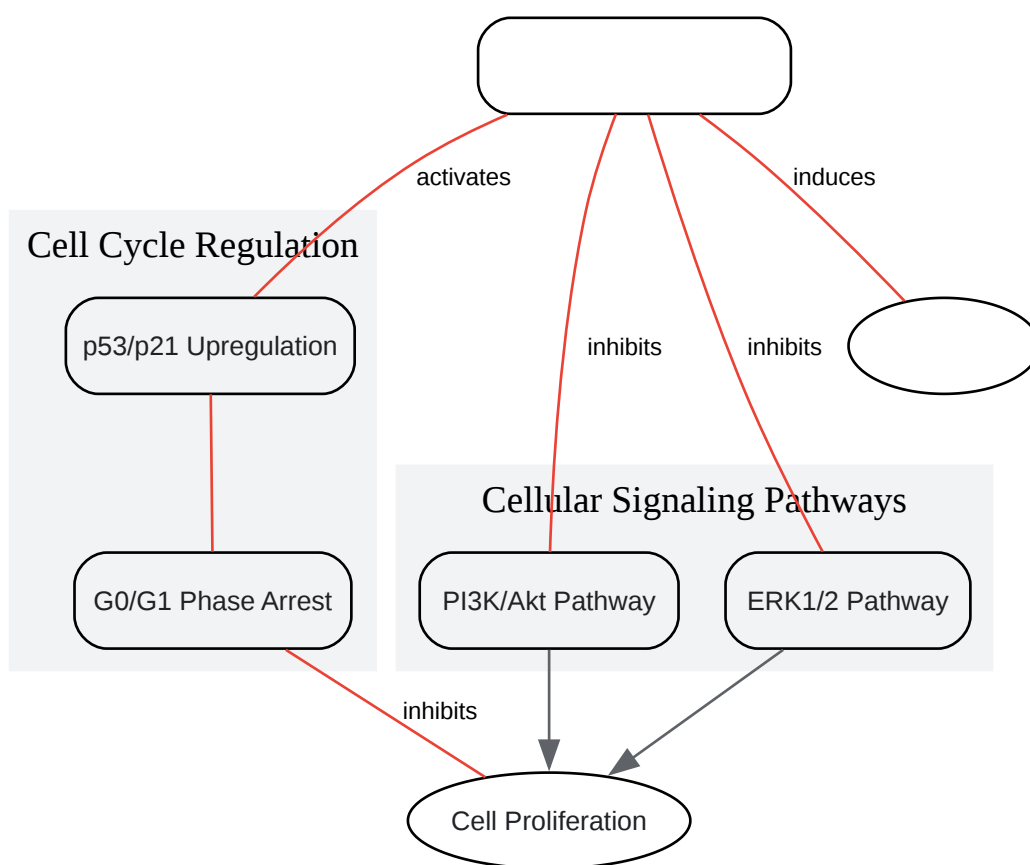 activates
induces
Cell Cycle Regulation
p53/p21 Upregulation
inhibits
inhibits
Cellular Signaling Pathways
G0/G1 Phase Arrest
PI3K/Akt Pathway
ERK1/2 Pathway
inhibits
Cell Proliferation